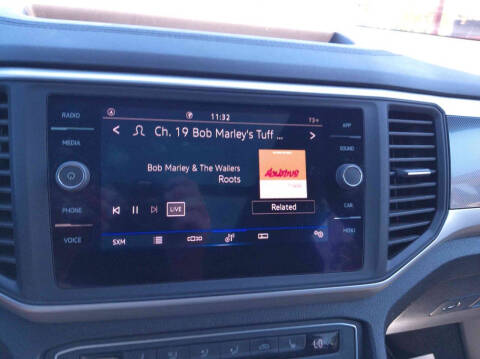 RADIO
11:32
73°F
APP
MEDIA
Ch. 19 Bob Marley's Tuff ...
SOUND
Bob Marley & The Wailers
Roots
PHONE
LIVE
Related
CAR
VOICE
SXM
MENU
LO